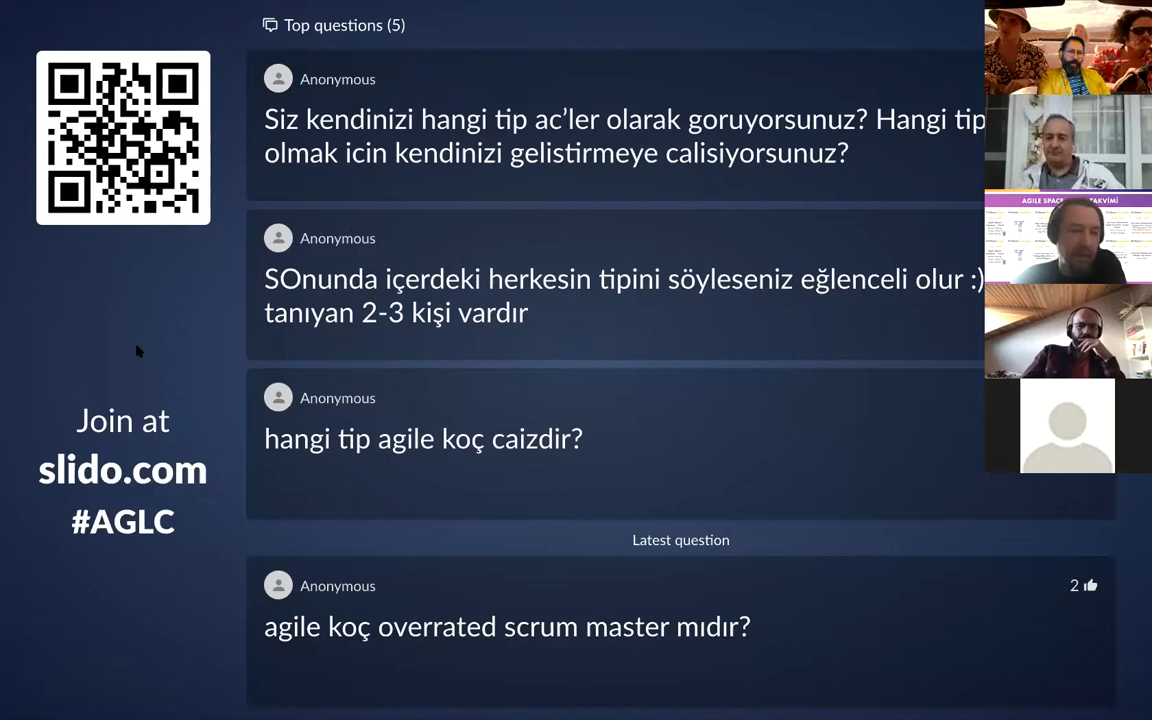 Top questions (5)
Anonymous
Siz kendinizi hangi tip ac’ler olarak goruyorsunuz? Hangi tip
olmak icin kendinizi gelistirmeye calisiyorsunuz?
Anonymous
SOnunda içerdeki herkesin tipini söyleseniz eğlenceli olur :)
tanıyan 2-3 kişi vardır
Anonymous
hangi tip agile koç caizdir?
Latest question
Anonymous
2
agile koç overrated scrum master mıdır?
Join at
slido.com
#AGLC
AGILE SPACE
TAKVİMİ